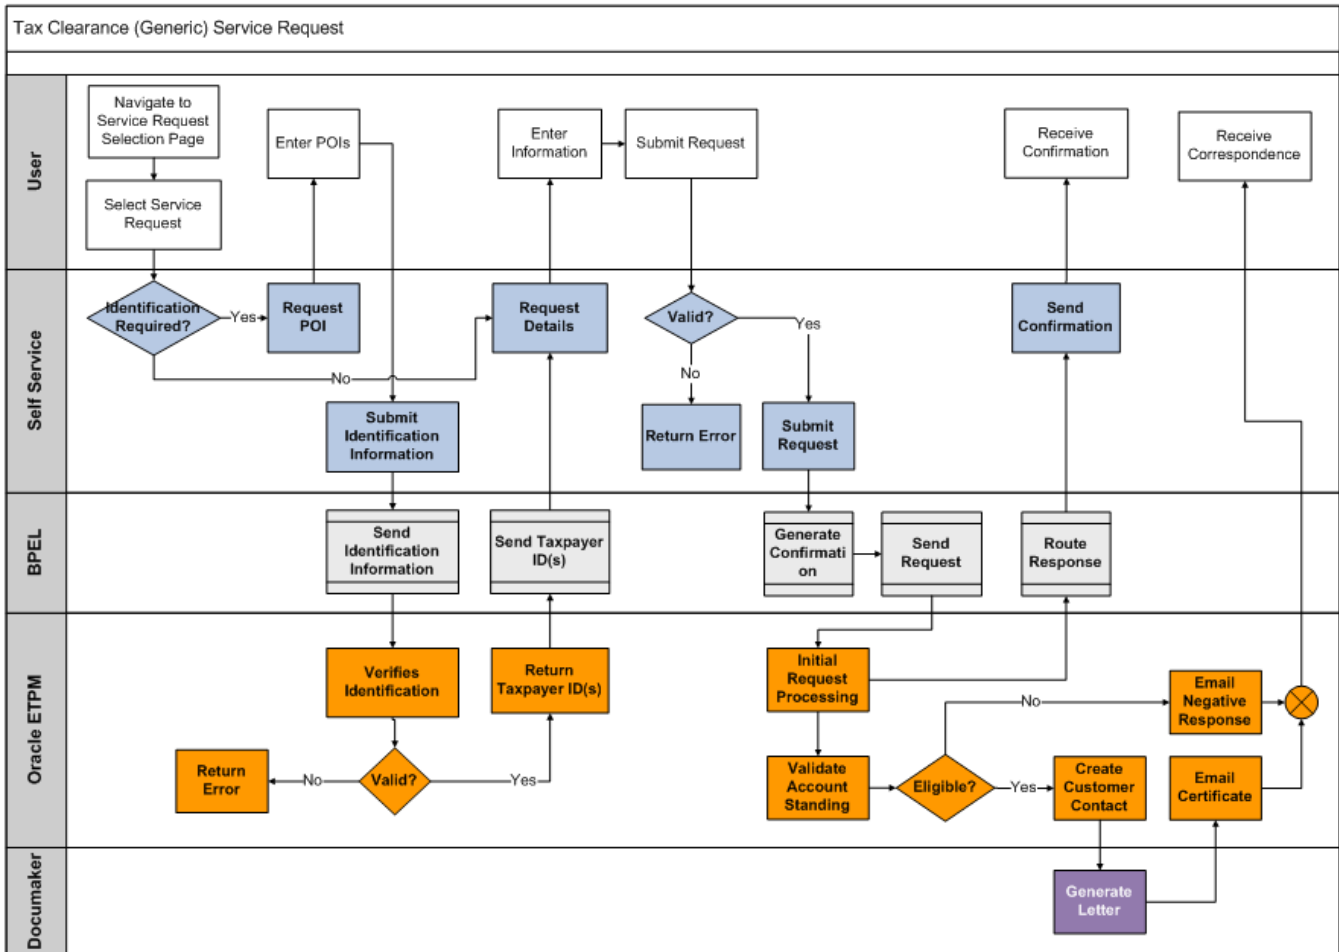 Tax Clearance (Generic) Service Request
User
Navigate to
Service Request
Selection Page
Select Service
Request
Enter POIs
Enter
Information
Submit Request
Receive
Confirmation
Receive
Correspondence
Self Service
Identification
Required?
Yes
Request
POI
No
Submit
Identification
Information
Request
Details
Valid?
Yes
No
Return Error
Submit
Request
Send
Confirmation
BPEL
Send
Identification
Information
Send Taxpayer
ID(s)
Generate
Confirmati
on
Send
Request
Route
Response
Oracle ETPM
Verifies
Identification
Return
Taxpayer ID(s)
Return
Error
No
Valid?
Yes
Initial
Request
Processing
Validate
Account
Standing
Eligible?
No
Yes
Email
Negative
Response
Create
Customer
Contact
Email
Certificate
Documaker
Generate
Letter